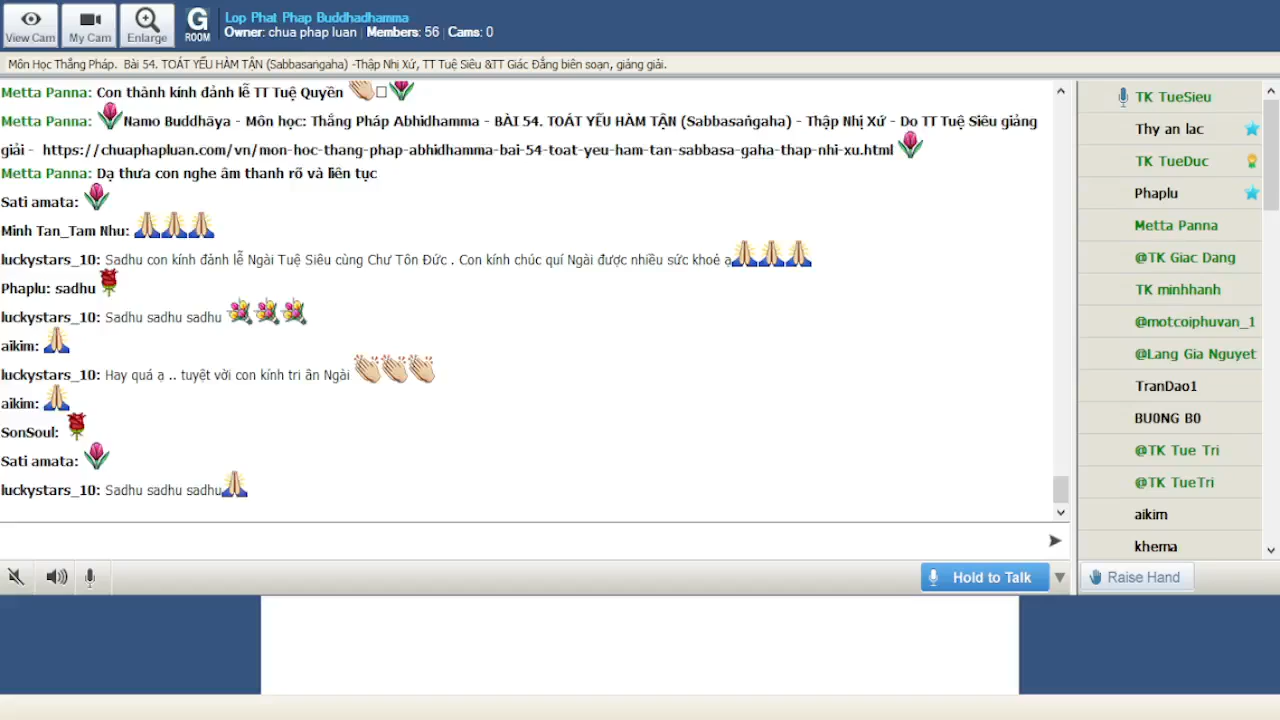 View Cam
My Cam
Enlarge
G
ROOM
Lop Phat Phap Buddhadhamma
Owner: chua phap luan | Members: 56 | Cams: 0
Môn Học Thắng Pháp. Bài 54. TOÁT YẾU HÀM TẬN (Sabbasaṅgaha) -Thập Nhị Xứ, TT Tuệ Siêu &TT Giác Đẳng biên soạn, giảng giải.
Metta Panna: Con thành kính đảnh lễ TT Tuệ Quyền
Metta Panna: Namo Buddhāya - Môn học: Thắng Pháp Abhidhamma - BÀI 54. TOÁT YẾU HÀM TẬN (Sabbasaṅgaha) - Thập Nhị Xứ - Do TT Tuệ Siêu giảng
giải - https://chuaphapluan.com/vn/mon-hoc-thang-phap-abhidhamma-bai-54-toat-yeu-ham-tan-sabbasa-gaha-thap-nhi-xu.html
Metta Panna: Dạ thưa con nghe âm thanh rõ và liên tục
Sati amata:
Minh Tan_Tam Nhu:
luckystars_10: Sadhu con kính đảnh lễ Ngài Tuệ Siêu cùng Chư Tôn Đức . Con kính chúc quí Ngài được nhiều sức khoẻ ạ
Phaplu: sadhu
luckystars_10: Sadhu sadhu sadhu
aikim:
luckystars_10: Hay quá ạ .. tuyệt vời con kính tri ân Ngài
aikim:
SonSoul:
Sati amata:
luckystars_10: Sadhu sadhu sadhu
TK TueSieu
Thy an lac
TK TueDuc
Phaplu
Metta Panna
@TK Giac Dang
TK minhhanh
@motcoiphuvan_1
@Lang Gia Nguyet
TranDao1
BU0NG B0
@TK Tue Tri
@TK TueTri
aikim
khema
Hold to Talk
Raise Hand